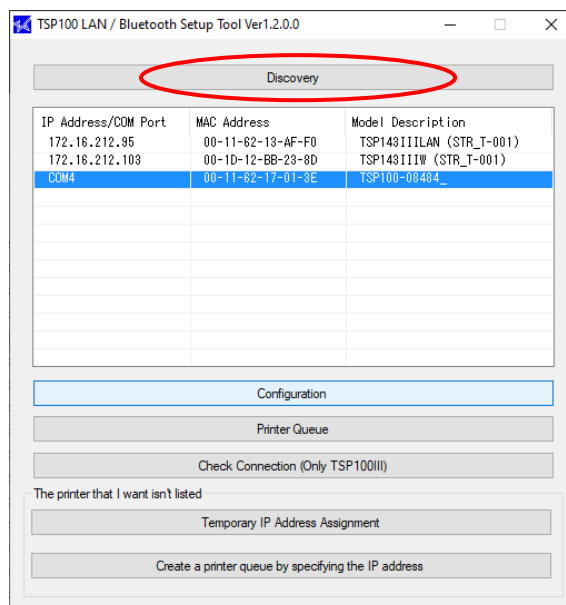 TSP100 LAN / Bluetooth Setup Tool Ver1.2.0.0
Discovery
IP Address/COM Port MAC Address Model Description
172.16.212.95 00-11-62-13-AF-F0 TSP143IIILAN (STR_T-001)
172.16.212.103 00-1D-12-BB-23-8D TSP143IIIW (STR_T-001)
COM4 00-11-62-17-01-3E TSP100-08484_
Configuration
Printer Queue
Check Connection (Only TSP100III)
The printer that I want isn't listed
Temporary IP Address Assignment
Create a printer queue by specifying the IP address